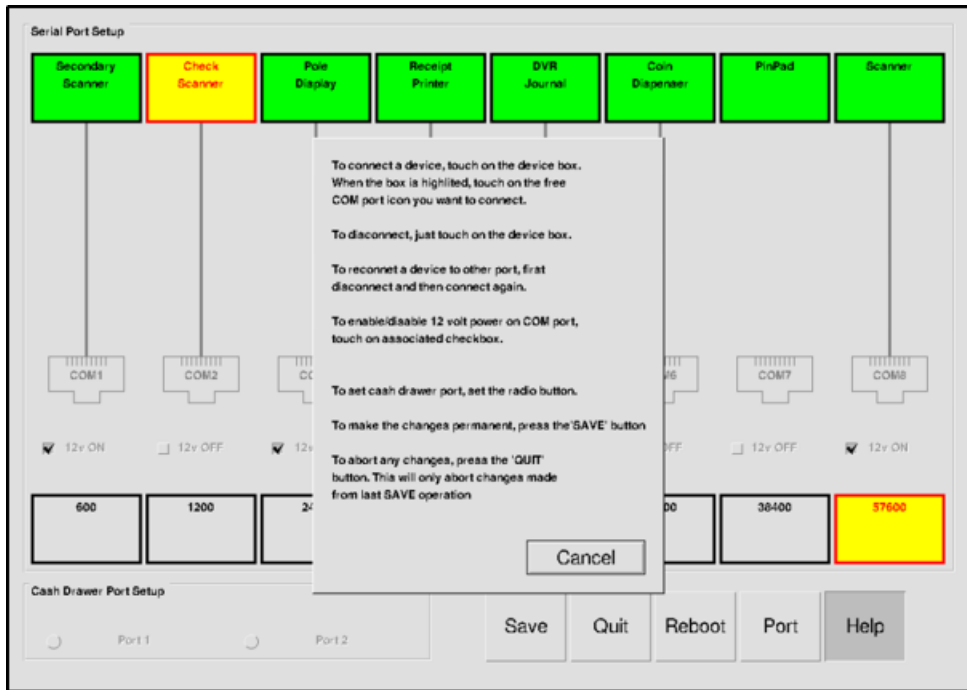 Serial Port Setup
Secondary
Scanner
Check
Scanner
Pole
Display
Receipt
Printer
DVR
Journal
Coin
Dispenser
PinPad
Scanner
To connect a device, touch on the device box.
When the box is highlited, touch on the free
COM port icon you want to connect.
To disconnect, just touch on the device box.
To reconnet a device to other port, first
disconnect and then connect again.
To enable/disable 12 volt power on COM port,
touch on associated checkbox.
To set cash drawer port, set the radio button.
To make the changes permanent, press the'SAVE' button
To abort any changes, press the 'QUIT'
button. This will only abort changes made
from last SAVE operation
Cancel
COM1
COM2
COM7
COM8
12v ON
12v OFF
12v OFF
12v ON
600
1200
38400
57600
Cash Drawer Port Setup
Port 1
Port 2
Save
Quit
Reboot
Port
Help